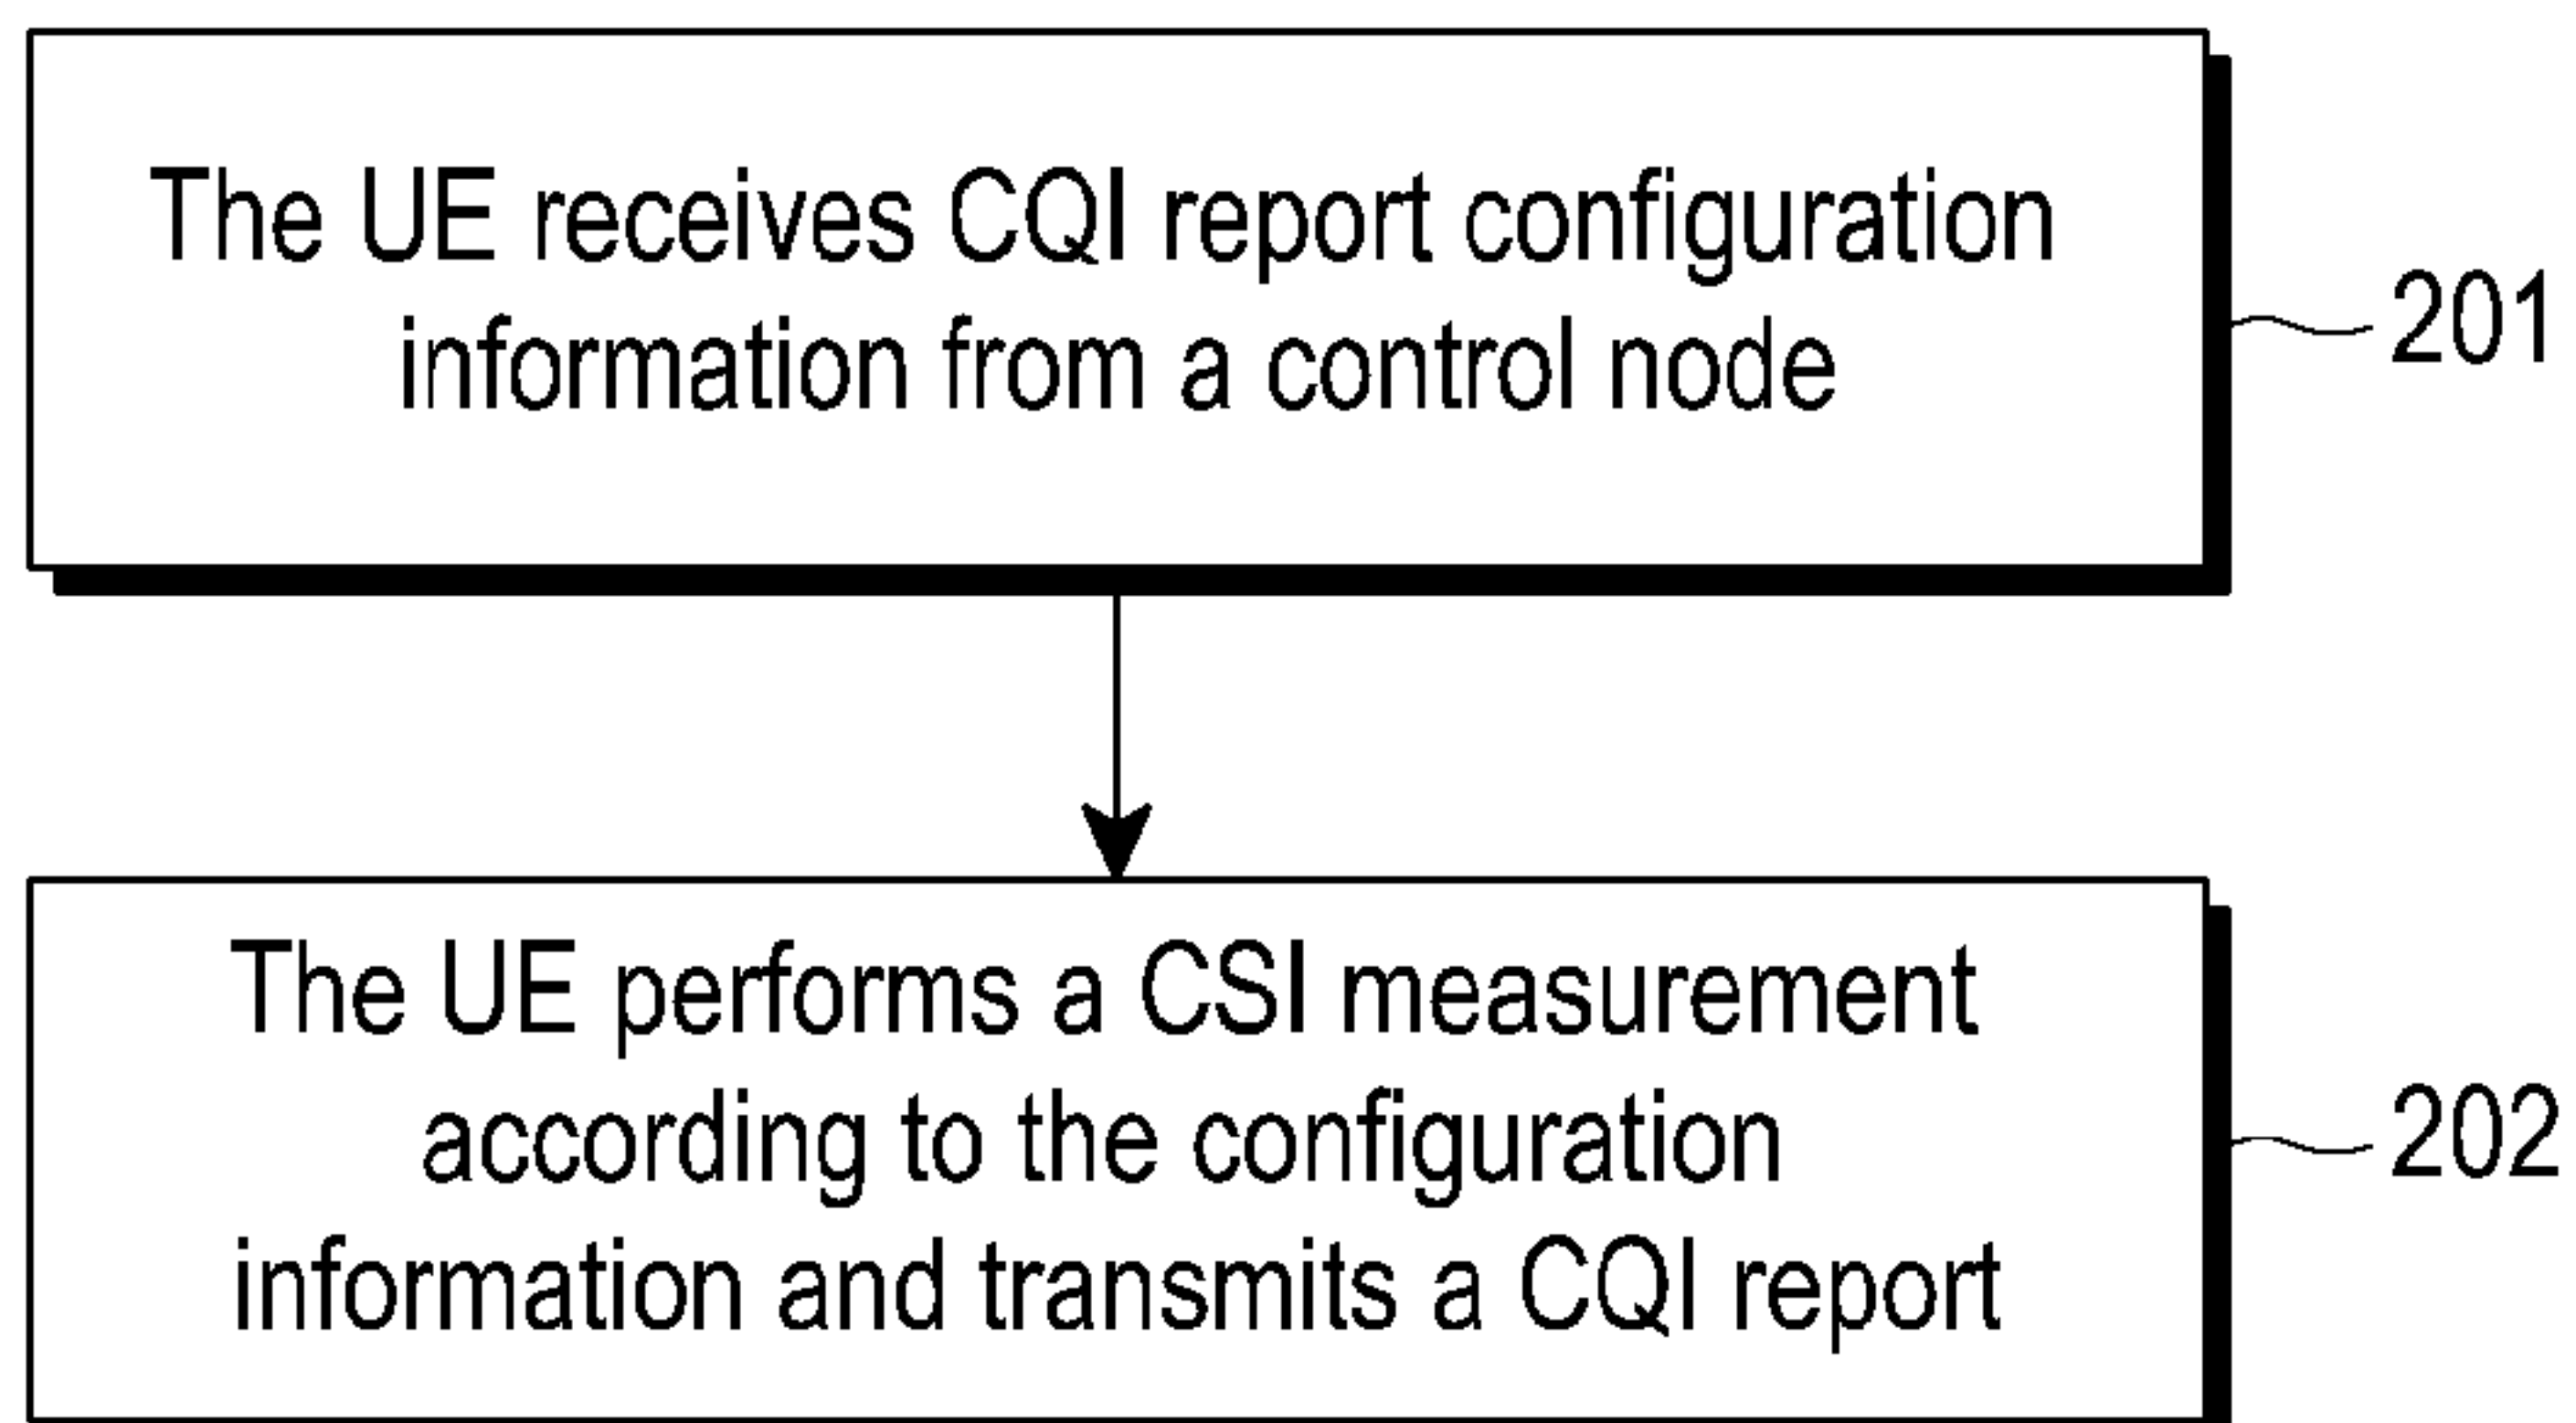 The UE receives CQI report configuration
information from a control node
201
The UE performs a CSI measurement
according to the configuration
information and transmits a CQI report
202